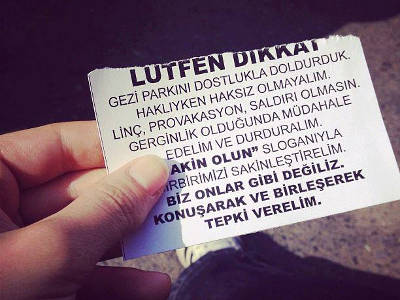 LÜTFEN DİKKAT
GEZİ PARKINI DOSTLUKLA DOLDURDUK.
HAKLIYKEN HAKSIZ OLMAYALIM.
LİNÇ, PROVAKASYON, SALDIRI OLMASIN.
GERGİNLİK OLDUĞUNDA MÜDAHALE
EDELİM VE DURDURALIM.
AKİN OLUN" SLOGANIYLA
BİRBİRİMİZİ SAKİNLEŞTİRELİM.
BİZ ONLAR GİBİ DEĞİLİZ.
KONUŞARAK VE BİRLEŞEREK
TEPKİ VERELİM.